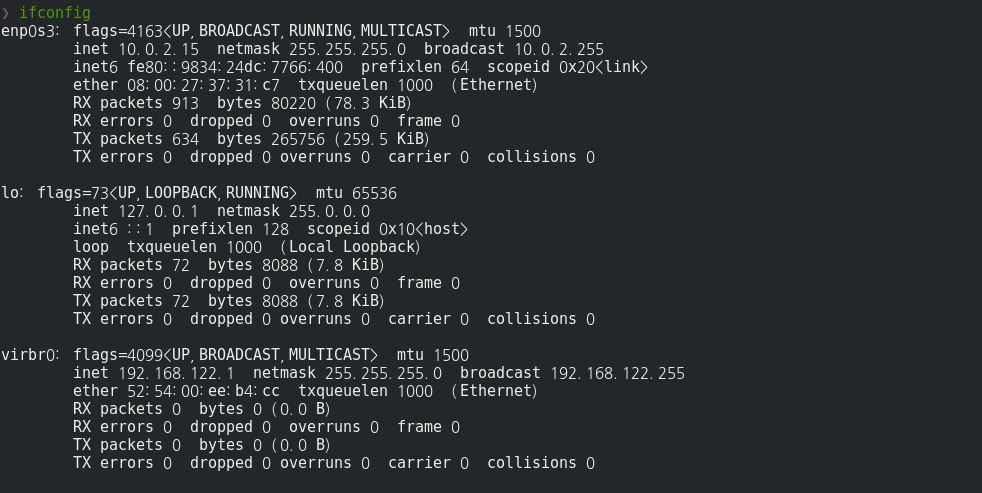 ❯ ifconfig
enp0s3: flags=4163<UP,BROADCAST,RUNNING,MULTICAST>  mtu 1500
        inet 10.0.2.15  netmask 255.255.255.0  broadcast 10.0.2.255
        inet6 fe80::9834:24dc:7766:400  prefixlen 64  scopeid 0x20<link>
        ether 08:00:27:37:31:c7  txqueuelen 1000  (Ethernet)
        RX packets 913  bytes 80220 (78.3 KiB)
        RX errors 0  dropped 0  overruns 0  frame 0
        TX packets 634  bytes 265756 (259.5 KiB)
        TX errors 0  dropped 0 overruns 0  carrier 0  collisions 0

lo: flags=73<UP,LOOPBACK,RUNNING>  mtu 65536
        inet 127.0.0.1  netmask 255.0.0.0
        inet6 ::1  prefixlen 128  scopeid 0x10<host>
        loop  txqueuelen 1000  (Local Loopback)
        RX packets 72  bytes 8088 (7.8 KiB)
        RX errors 0  dropped 0  overruns 0  frame 0
        TX packets 72  bytes 8088 (7.8 KiB)
        TX errors 0  dropped 0 overruns 0  carrier 0  collisions 0

virbr0: flags=4099<UP,BROADCAST,MULTICAST>  mtu 1500
        inet 192.168.122.1  netmask 255.255.255.0  broadcast 192.168.122.255
        ether 52:54:00:ee:b4:cc  txqueuelen 1000  (Ethernet)
        RX packets 0  bytes 0 (0.0 B)
        RX errors 0  dropped 0  overruns 0  frame 0
        TX packets 0  bytes 0 (0.0 B)
        TX errors 0  dropped 0 overruns 0  carrier 0  collisions 0